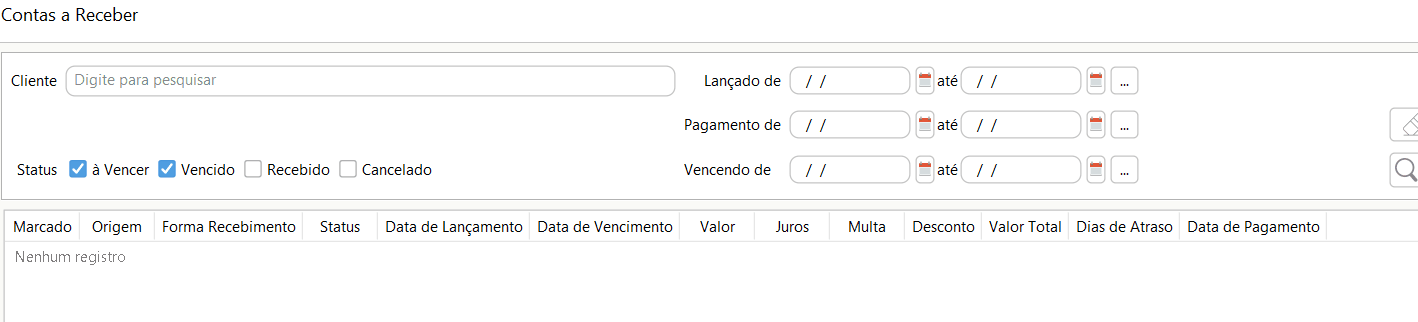 Contas a Receber
Cliente Digite para pesquisar Lançado de / / até / / ...
Pagamento de / / até / / ...
Status à Vencer Vencido Recebido Cancelado Vencendo de / / até / / ...
Marcado Origem Forma Recebimento Status Data de Lançamento Data de Vencimento Valor Juros Multa Desconto Valor Total Dias de Atraso Data de Pagamento
Nenhum registro